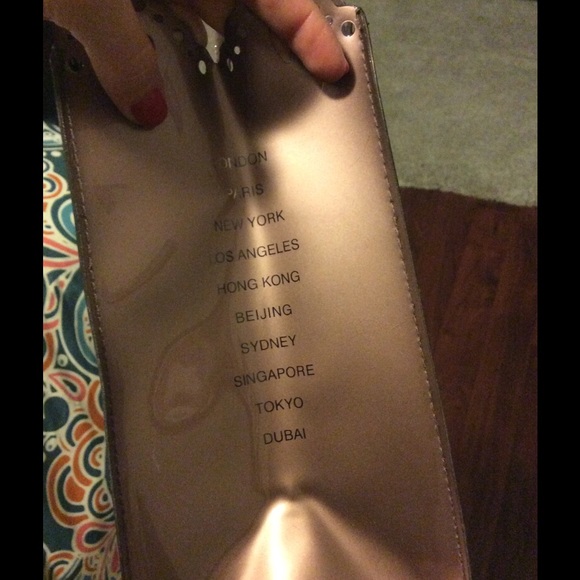 LONDON
PARIS
NEW YORK
LOS ANGELES
HONG KONG
BEIJING
SYDNEY
SINGAPORE
TOKYO
DUBAI